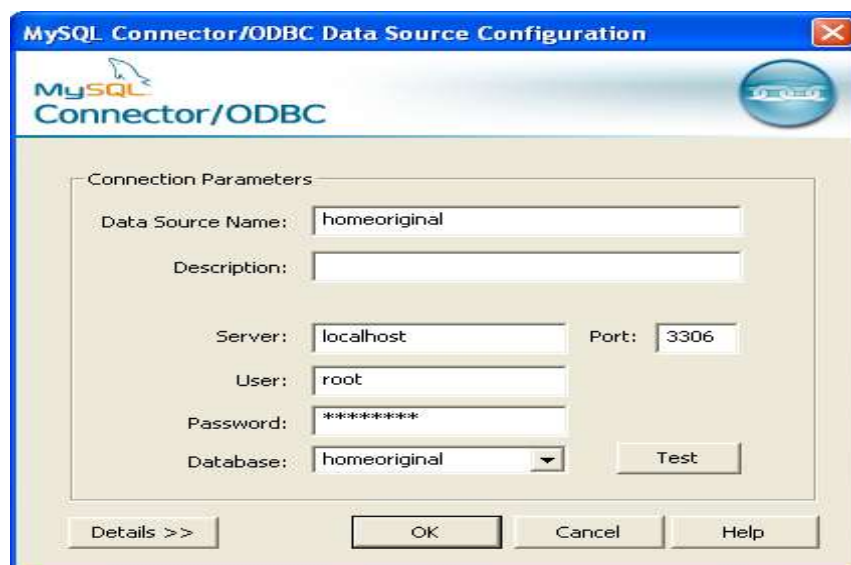 MySQL Connector/ODBC Data Source Configuration
MySQL
Connector/ODBC
Connection Parameters
Data Source Name: homeoriginal
Description:
Server: localhost Port: 3306
User: root
Password: ********
Database: homeoriginal Test
Details >> OK Cancel Help